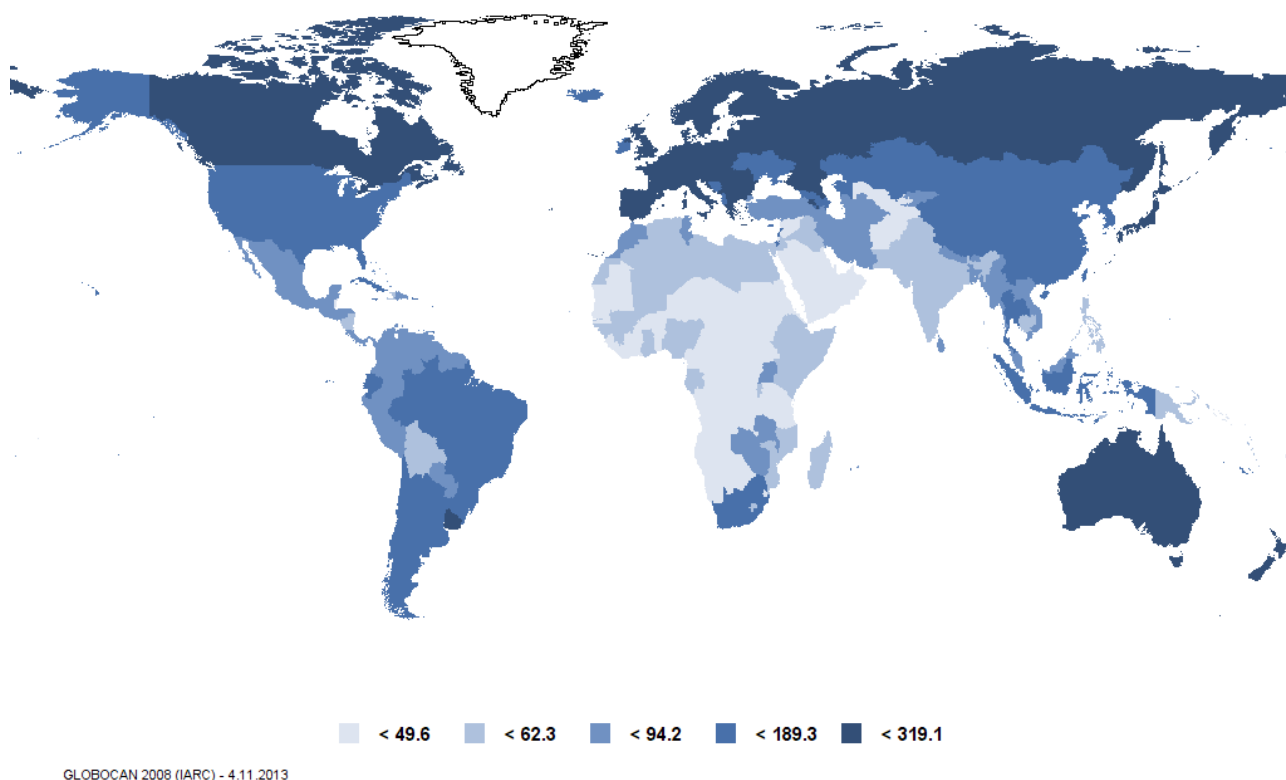 < 49.6 < 62.3 < 94.2 < 189.3 < 319.1
GLOBOCAN 2008 (IARC) - 4.11.2013